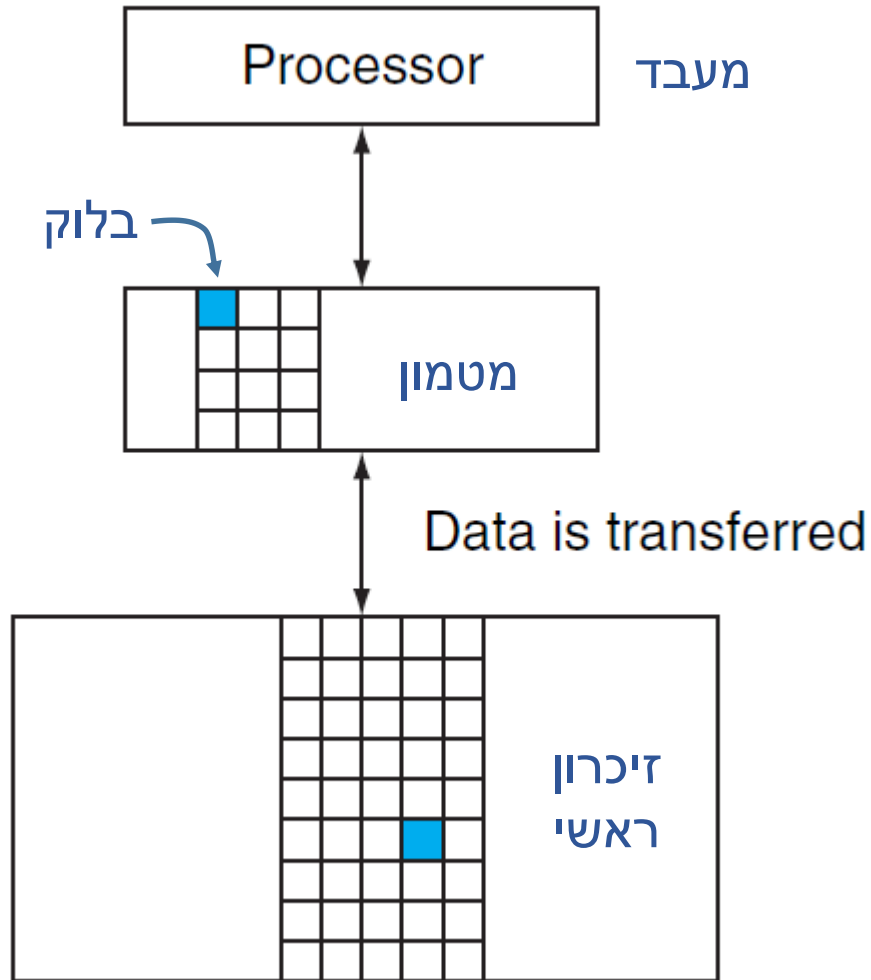 Processor
מעבד
בלוק
מטמון
Data is transferred
זיכרון
ראשי